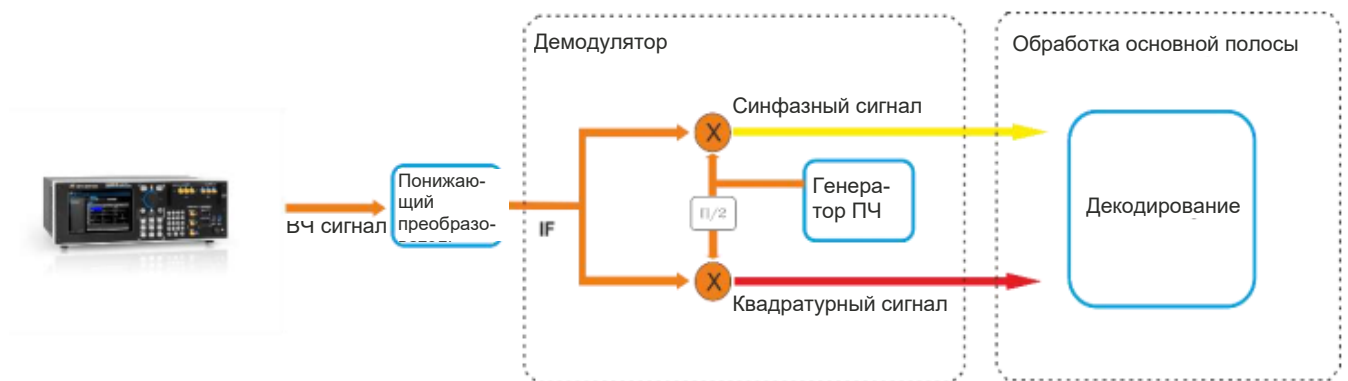 Демодулятор
Обработка основной полосы
Синфазный сигнал
Понижаю-
щий
преобразо-
ВЧ сигнал
IF
П/2
Генера-
тор ПЧ
Декодирование
X
X
Квадратурный сигнал